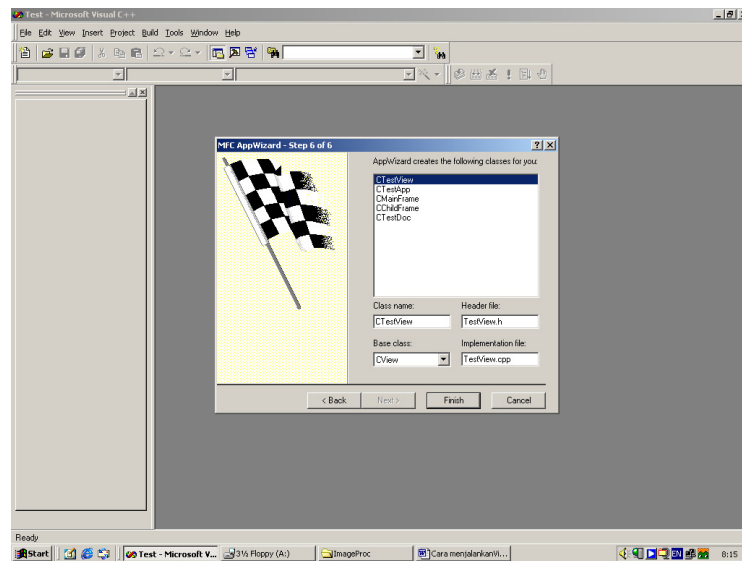 Test - Microsoft Visual C++
File Edit View Insert Project Build Tools Window Help
MFC AppWizard - Step 6 of 6
AppWizard creates the following classes for you:
CTestView
CTestApp
CMainFrame
CChildFrame
CTestDoc
Class name: Header file:
CTestView TestView.h
Base class: Implementation file:
CView TestView.cpp
< Back Next > Finish Cancel
Ready
Start Test - Microsoft V... 3½ Floppy (A:) ImageProc Cara menjalankanVi... EN 8:15